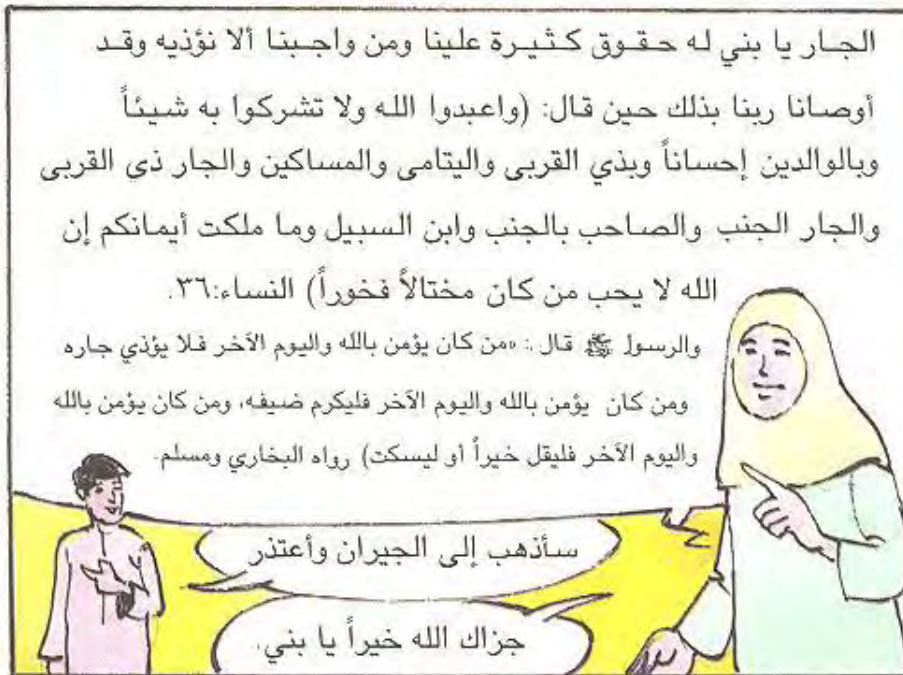 الجار يا بني له حقوق كثيرة علينا ومن واجبنا ألا نؤذيه وقد
أوصانا ربنا بذلك حين قال: (واعبدوا الله ولا تشركوا به شيئاً
وبالوالدين إحساناً وبذي القربى واليتامى والمساكين والجار ذي القربى
والجار الجنب والصاحب بالجنب وابن السبيل وما ملكت أيمانكم إن
الله لا يحب من كان مختالاً فخوراً) النساء:٣٦.
والرسول ﷺ قال: «من كان يؤمن بالله واليوم الآخر فلا يؤذي جاره
ومن كان يؤمن بالله واليوم الآخر فليكرم ضيفه، ومن كان يؤمن بالله
واليوم الآخر فليقل خيراً أو ليسكت) رواه البخاري ومسلم.
سأذهب إلى الجيران وأعتذر
جزاك الله خيراً يا بني.